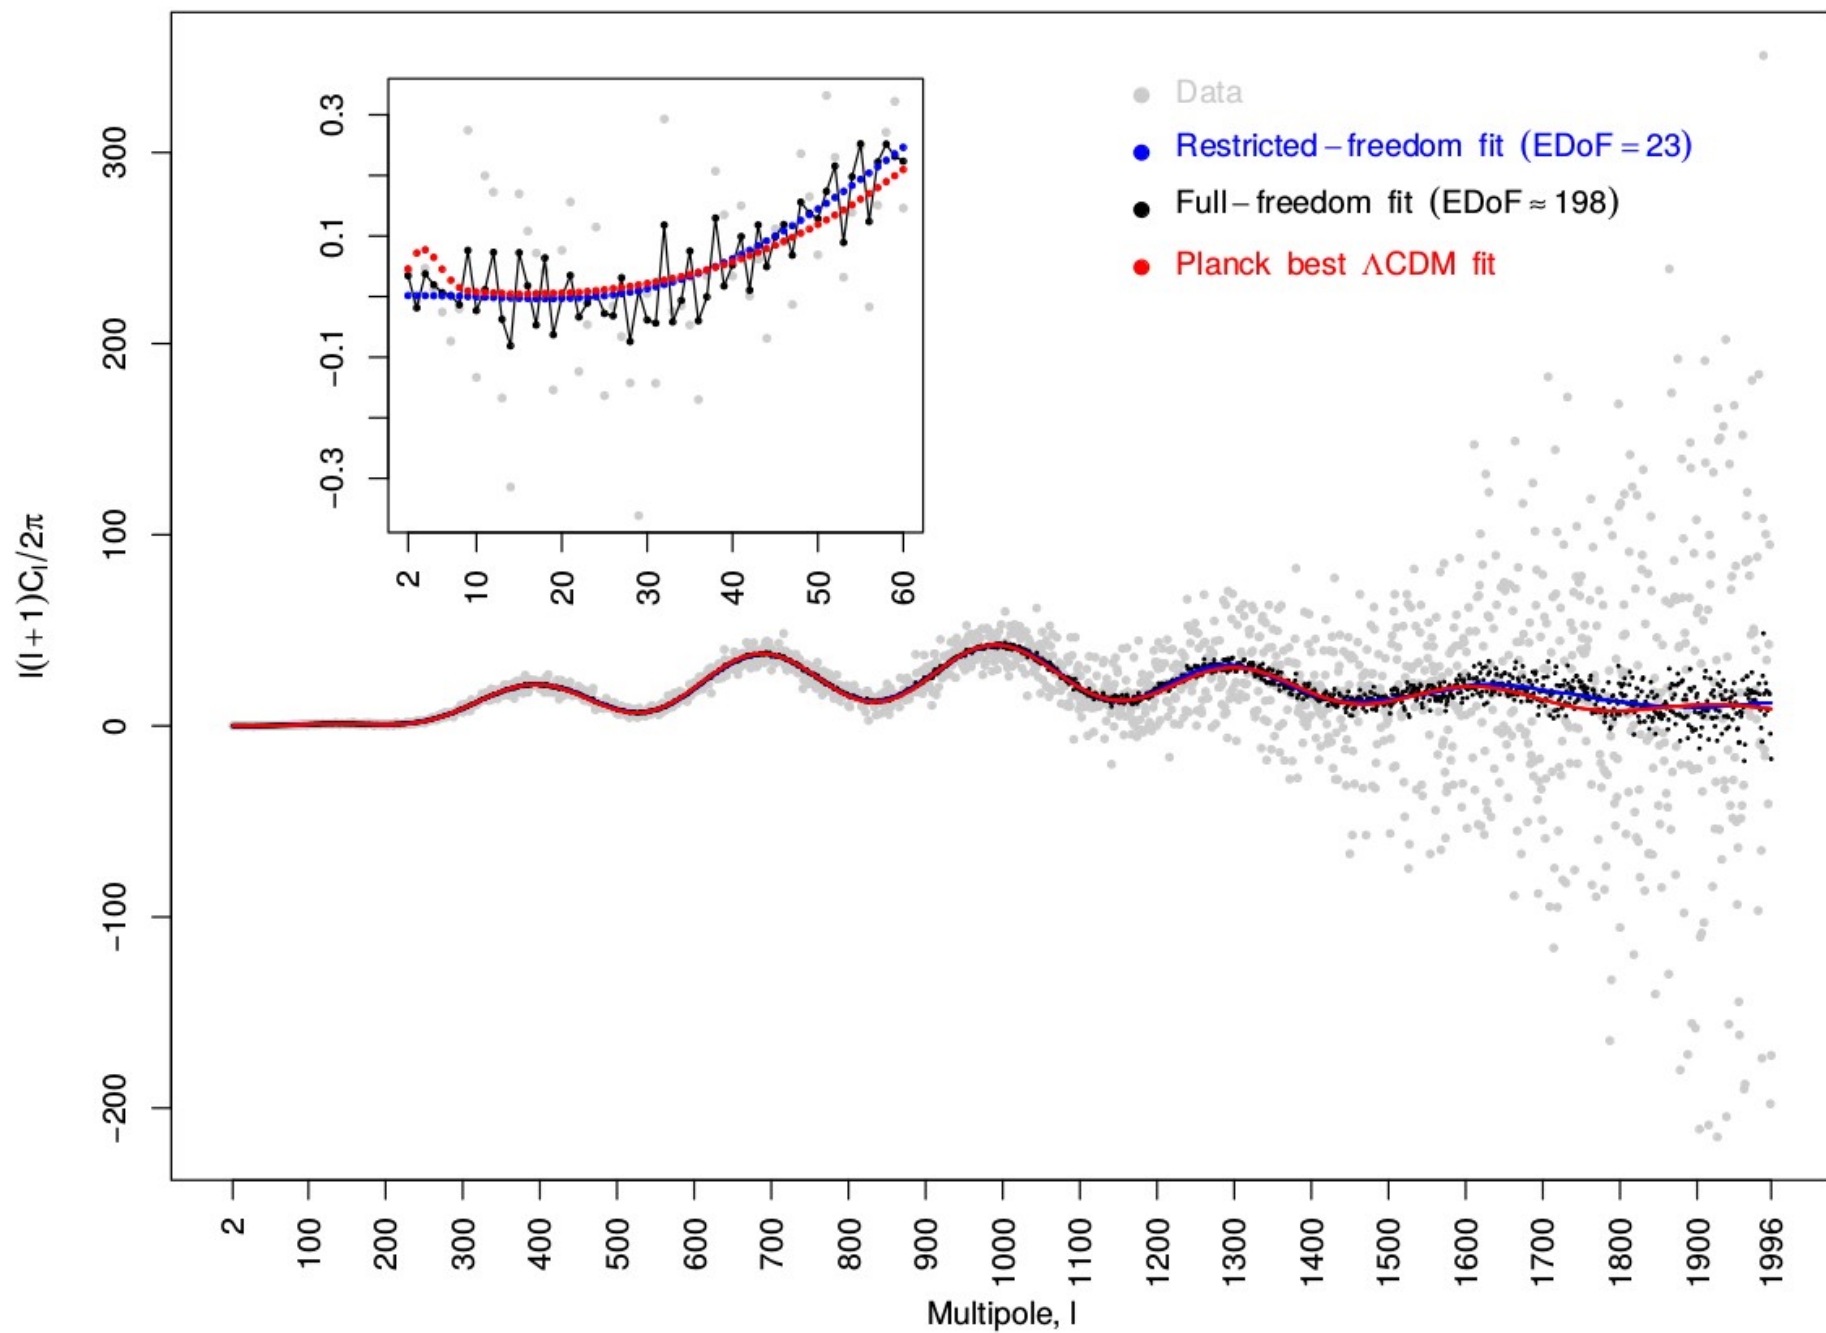 Data
Restricted–freedom fit (EDoF = 23)
Full–freedom fit (EDoF ≈ 198)
Planck best ΛCDM fit
0.3
0.1
−0.1
−0.3
2 10 20 30 40 50 60
l(l + 1)Cl/2π
300
200
100
0
−100
−200
2 100 200 300 400 500 600 700 800 900 1000 1100 1200 1300 1400 1500 1600 1700 1800 1900 1996
Multipole, l